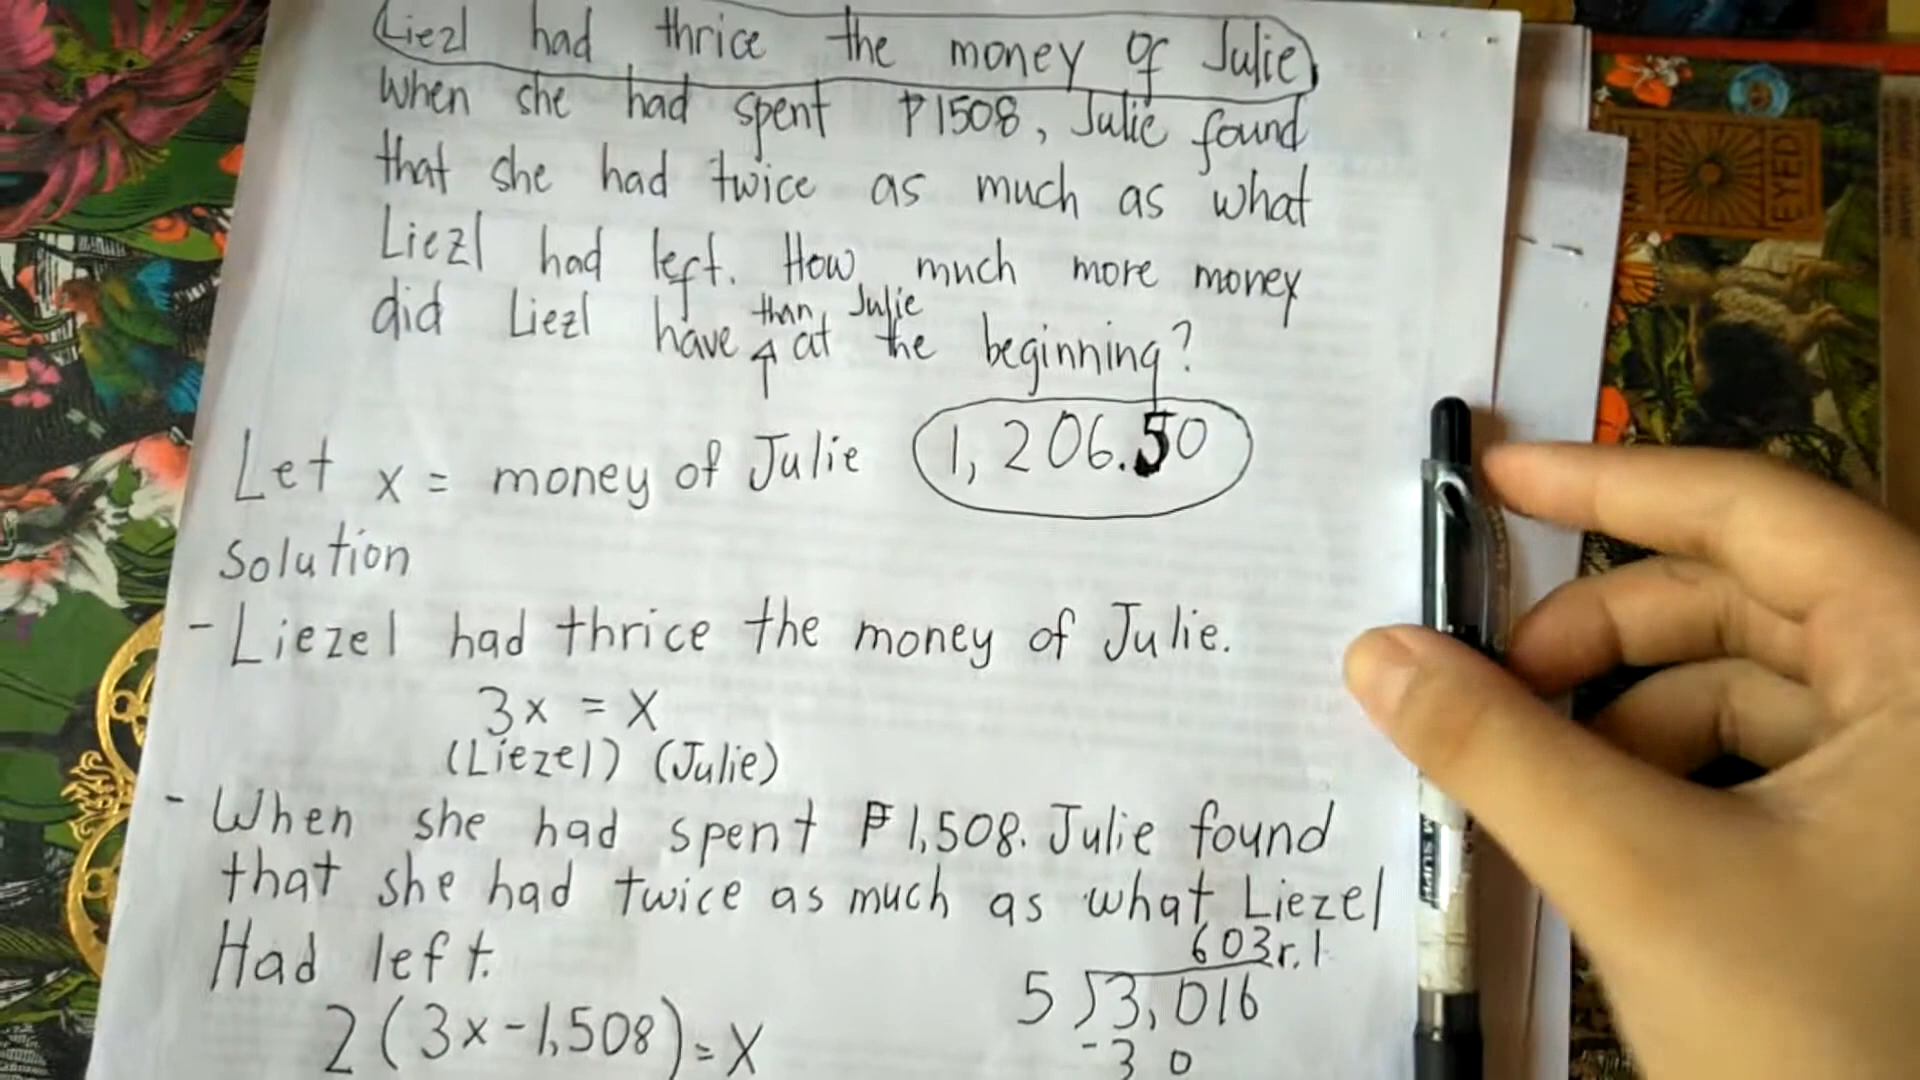 Liezl had thrice the money of Julie
When she had spent ₱1508, Julie found
that she had twice as much as what
Liezl had left. How much more money
did Liezl have than Julie at the beginning?
Let x = money of Julie 1,206.50
Solution
- Liezel had thrice the money of Julie.
3x = x
(Liezel) (Julie)
- When she had spent ₱1,508. Julie found
that she had twice as much as what Liezel
Had left.
603r.1
5 3,016
2(3x-1,508)=x
-3 0
EYED